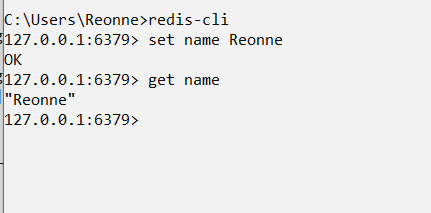 C:\Users\Reonne>redis-cli
127.0.0.1:6379> set name Reonne
OK
127.0.0.1:6379> get name
"Reonne"
127.0.0.1:6379>